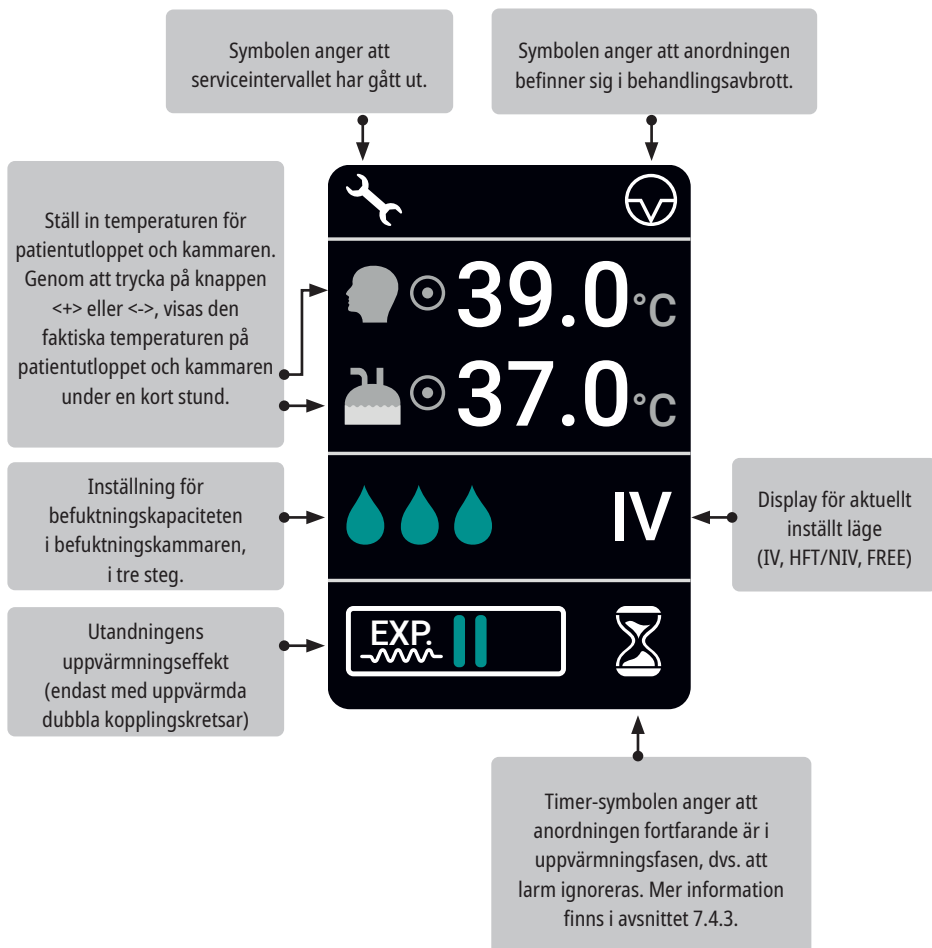 Symbolen anger att
serviceintervallet har gått ut.
Symbolen anger att anordningen
befinner sig i behandlingsavbrott.
Ställ in temperaturen för
patientutloppet och kammaren.
Genom att trycka på knappen
<+> eller <->, visas den
faktiska temperaturen på
patientutloppet och kammaren
under en kort stund.
39.0°C
37.0°C
Inställning för
befuktningskapaciteten
i befuktningskammaren,
i tre steg.
IV
Display för aktuellt
inställt läge
(IV, HFT/NIV, FREE)
Utandningens
uppvärmningseffekt
(endast med uppvärmda
dubbla kopplingskretsar)
EXP.
Timer-symbolen anger att
anordningen fortfarande är i
uppvärmningsfasen, dvs. att
larm ignoreras. Mer information
finns i avsnittet 7.4.3.